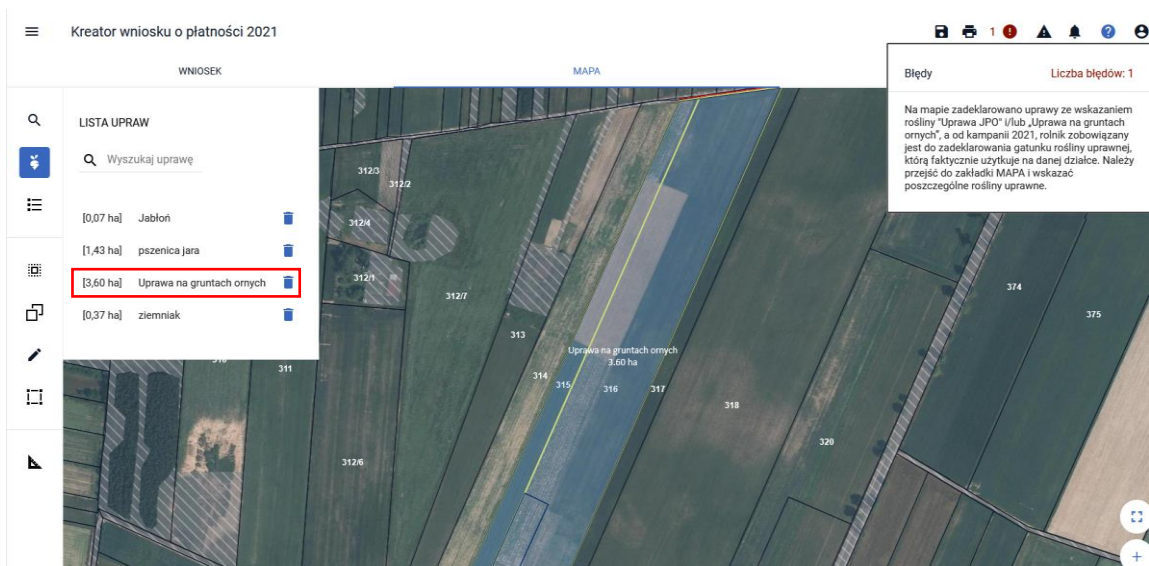 Kreator wniosku o płatności 2021
1
WNIOSEK
MAPA
Błędy
Liczba błędów: 1
Na mapie zadeklarowano uprawy ze wskazaniem
rośliny "Uprawa JPO" i/lub „Uprawa na gruntach
ornych”, a od kampanii 2021, rolnik zobowiązany
jest do zadeklarowania gatunku rośliny uprawnej,
którą faktycznie użytkuje na danej działce. Należy
przejść do zakładki MAPA i wskazać
poszczególne rośliny uprawne.
LISTA UPRAW
Wyszukaj uprawę
[0,07 ha] Jabłoń
[1,43 ha] pszenica jara
[3,60 ha] Uprawa na gruntach ornych
[0,37 ha] ziemniak
312/3
312/2
312/4
312/1
312/7
313
374
375
Uprawa na gruntach ornych
3.60 ha
311
314
315
316
317
318
320
312/6